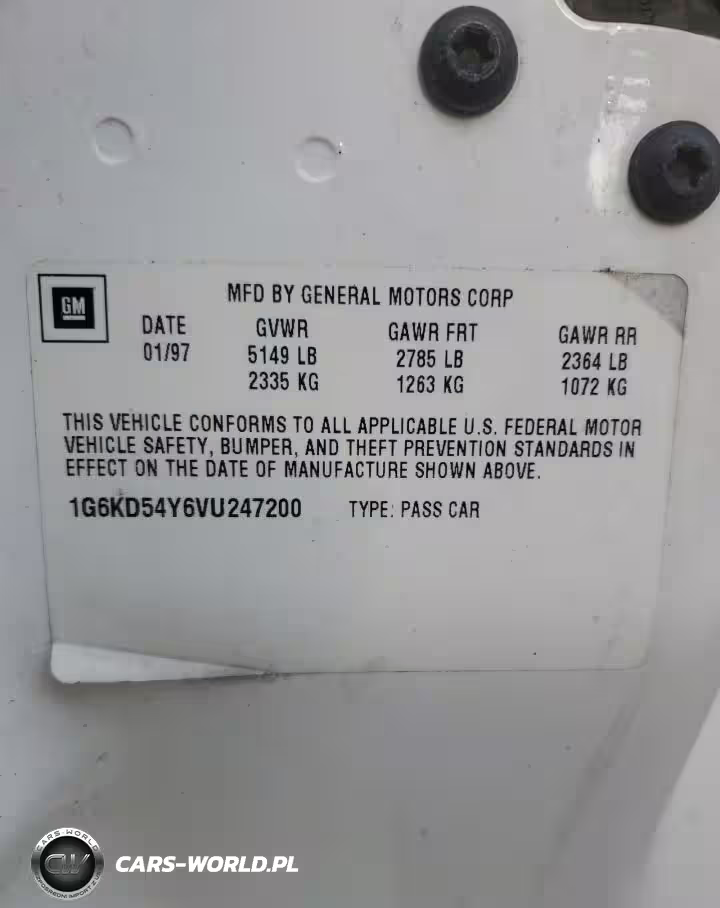 GM
MFD BY GENERAL MOTORS CORP
DATE GVWR GAWR FRT GAWR RR
01/97 5149 LB 2785 LB 2364 LB
2335 KG 1263 KG 1072 KG
THIS VEHICLE CONFORMS TO ALL APPLICABLE U.S. FEDERAL MOTOR
VEHICLE SAFETY, BUMPER, AND THEFT PREVENTION STANDARDS IN
EFFECT ON THE DATE OF MANUFACTURE SHOWN ABOVE.
1G6KD54Y6VU247200 TYPE: PASS CAR
CARS-WORLD
CW
CARS-WORLD.PL